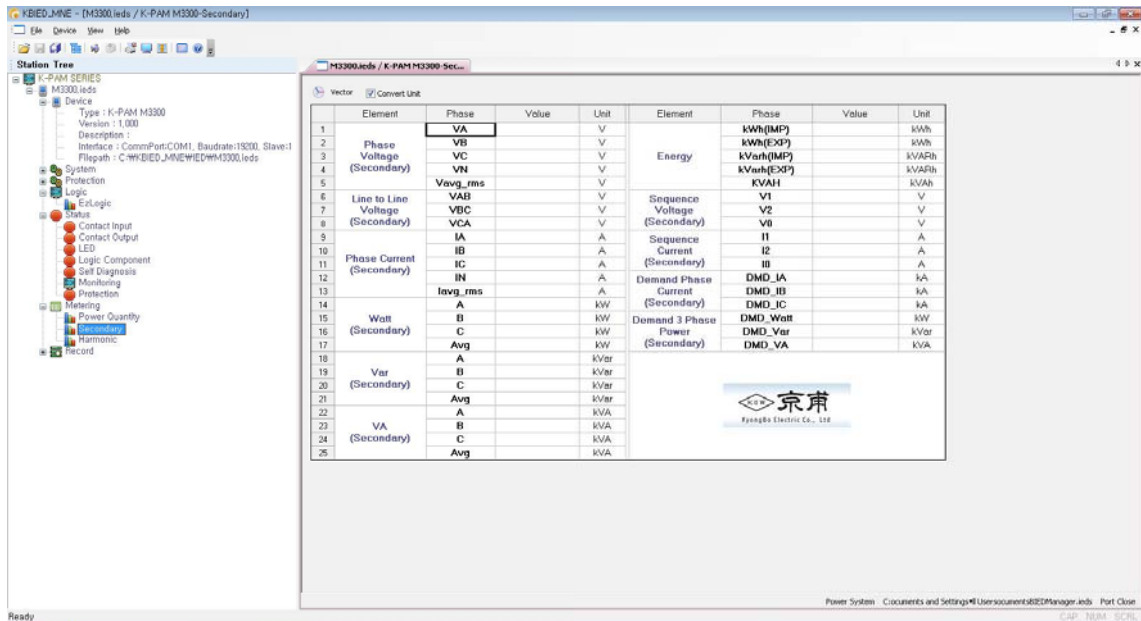 KBIED_MNE - [M3300.ieds / K-PAM M3300-Secondary]
File Device View Help
Station Tree
K-PAM SERIES
M3300.ieds
Device
Type : K-PAM M3300
Version : 1,000
Description :
Interface : CommPort:COM1, Baudrate:19200, Slave:1
Filepath : C:₩KBIED_MNE₩IED₩M3300.ieds
System
Protection
Logic
EzLogic
Status
Contact Input
Contact Output
LED
Logic Component
Self Diagnosis
Monitoring
Protection
Metering
Power Quantity
Secondary
Harmonic
Record
M3300.ieds / K-PAM M3300-Sec...
Vector Convert Unit
Element Phase Value Unit Element Phase Value Unit
1 VA V kWh(IMP) kWh
2 Phase VB V kWh(EXP) kWh
3 Voltage VC V Energy kVarh(IMP) kVARh
4 (Secondary) VN V kVarh(EXP) kVARh
5 Vavg_rms V KVAH kVAh
6 Line to Line VAB V Sequence V1 V
7 Voltage VBC V Voltage V2 V
8 (Secondary) VCA V (Secondary) V0 V
9 IA A Sequence I1 A
10 Phase Current IB A Current I2 A
11 (Secondary) IC A (Secondary) I0 A
12 IN A Demand Phase DMD_IA kA
13 Iavg_rms A Current DMD_IB kA
14 A kW (Secondary) DMD_IC kA
15 Watt B kW Demand 3 Phase DMD_Watt kW
16 (Secondary) C kW Power DMD_Var kVar
17 Avg kW (Secondary) DMD_VA kVA
18 A kVar
19 Var B kVar
20 (Secondary) C kVar
21 Avg kVar
22 A kVA
23 VA B kVA
24 (Secondary) C kVA
25 Avg kVA
京甫
KyongBo Electric Co., Ltd
Power System Port Close
Ready CAP NUM SCRL